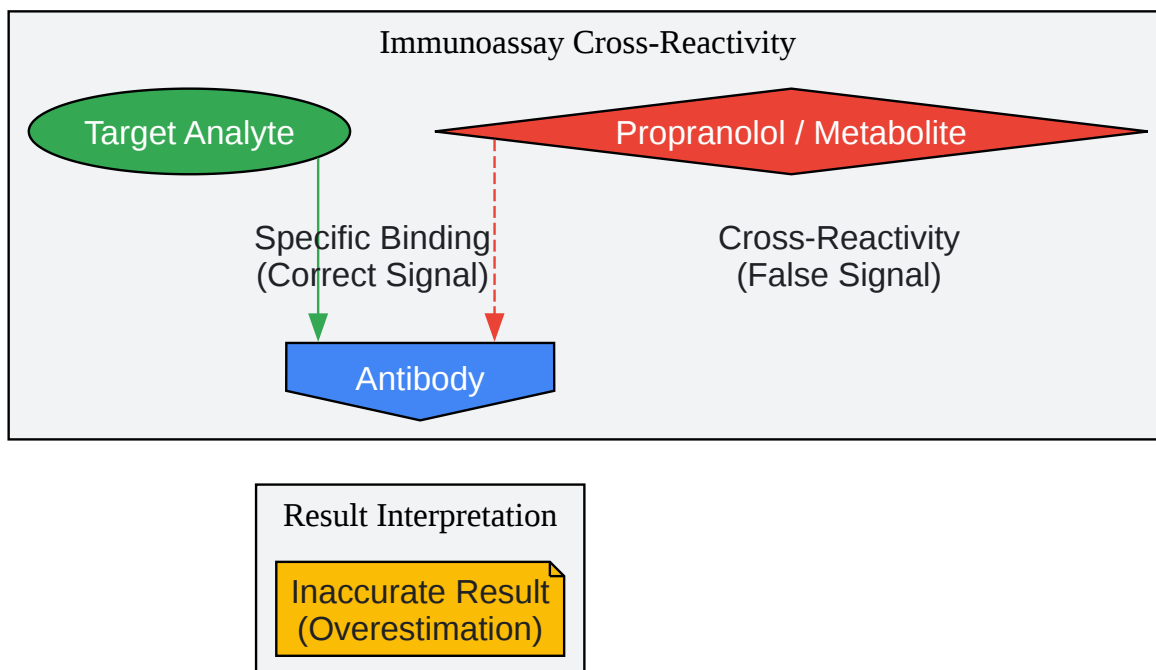 Immunoassay Cross-Reactivity
Target Analyte
Propranolol / Metabolite
Specific Binding
(Correct Signal)
Cross-Reactivity
(False Signal)
Antibody
Result Interpretation
Inaccurate Result
(Overestimation)